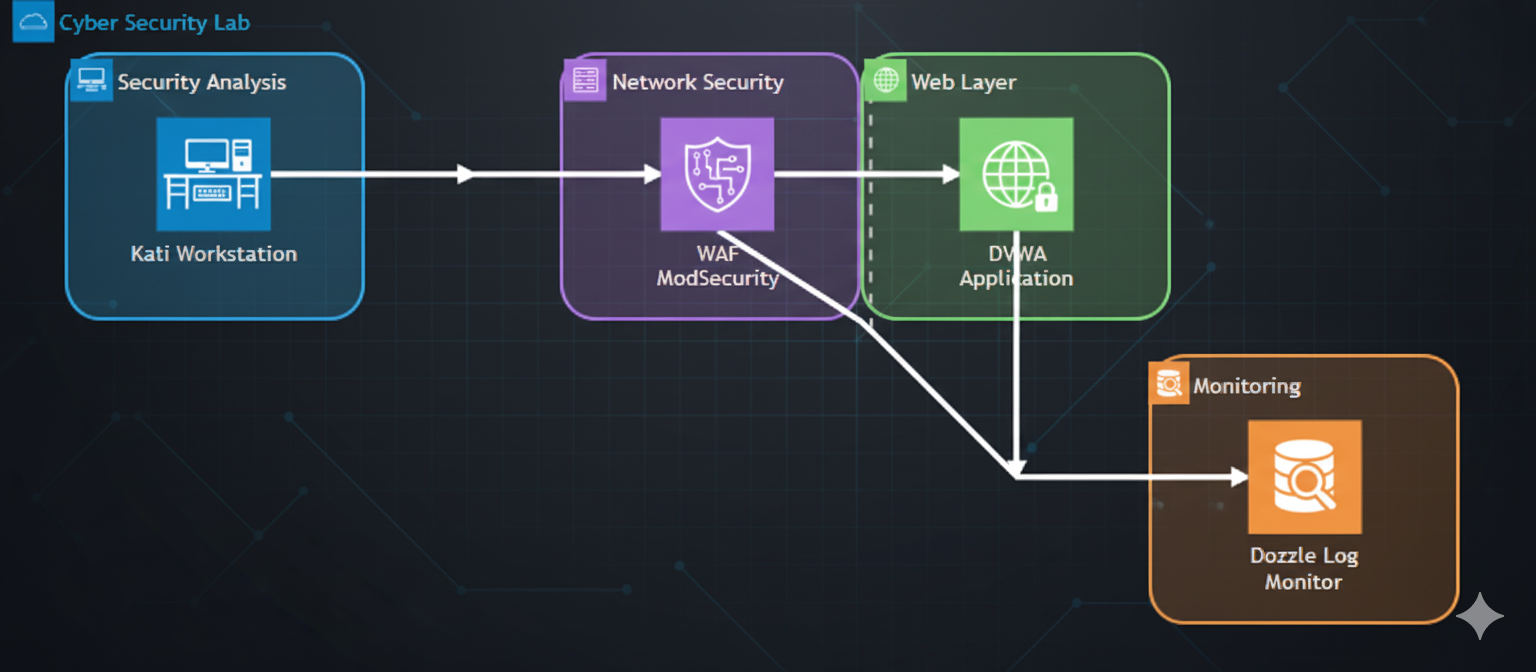 Cyber Security Lab
Security Analysis
Kati Workstation
Network Security
WAF
ModSecurity
Web Layer
DVWA
Application
Monitoring
Dozzle Log
Monitor